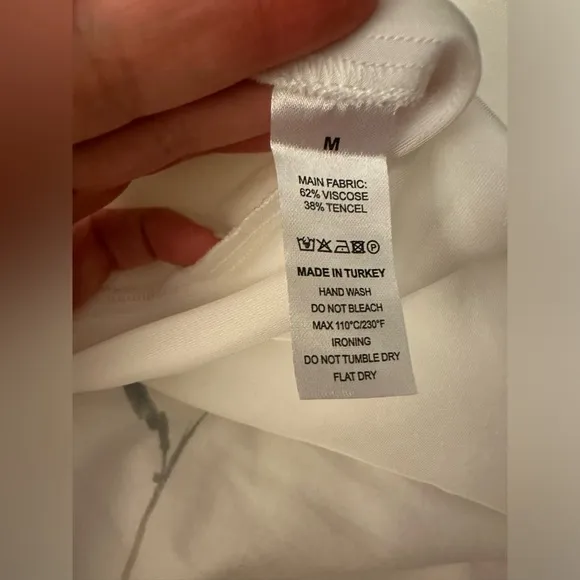 M
MAIN FABRIC:
62% VISCOSE
38% TENCEL
MADE IN TURKEY
HAND WASH
DO NOT BLEACH
MAX 110°C/230°F
IRONING
DO NOT TUMBLE DRY
FLAT DRY